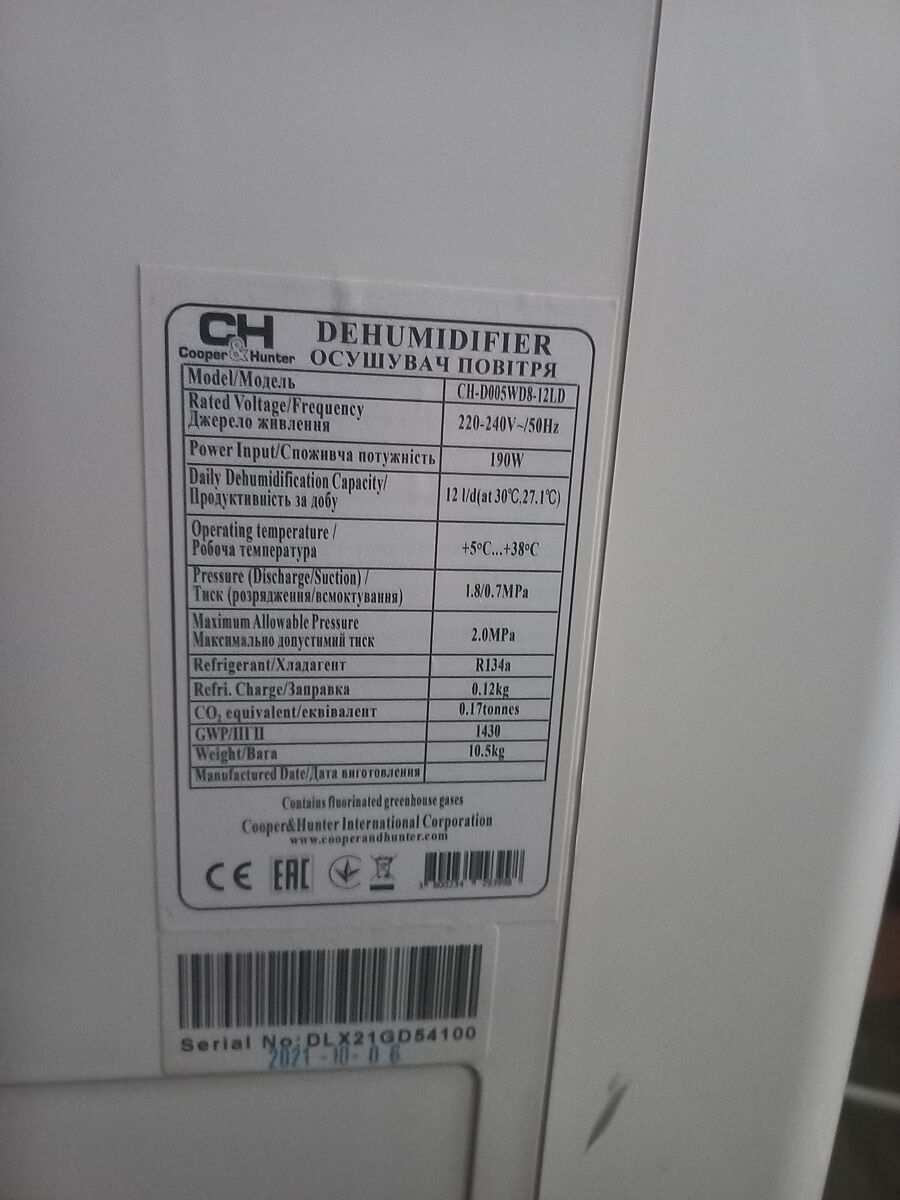 CH
Cooper&Hunter
DEHUMIDIFIER
ОСУШУВАЧ ПОВІТРЯ
Model/Модель CH-D005WD8-12LD
Rated Voltage/Frequency
Джерело живлення 220-240V~/50Hz
Power Input/Споживча потужність 190W
Daily Dehumidification Capacity/
Продуктивність за добу 12 l/d(at 30℃,27.1℃)
Operating temperature /
Робоча температура +5ºC...+38ºC
Pressure (Discharge/Suction) /
Тиск (розрядження/всмоктування) 1.8/0.7MPa
Maximum Allowable Pressure
Максимально допустимий тиск 2.0MPa
Refrigerant/Хладагент R134a
Refri. Charge/Заправка 0.12kg
CO₂ equivalent/еквівалент 0.17tonnes
GWP/ПГП 1430
Weight/Вага 10.5kg
Manufactured Date/Дата виготовлення
Contains fluorinated greenhouse gases
Cooper&Hunter International Corporation
www.cooperandhunter.com
CE EAC
Serial No: DLX21GD54100
2021-10-06